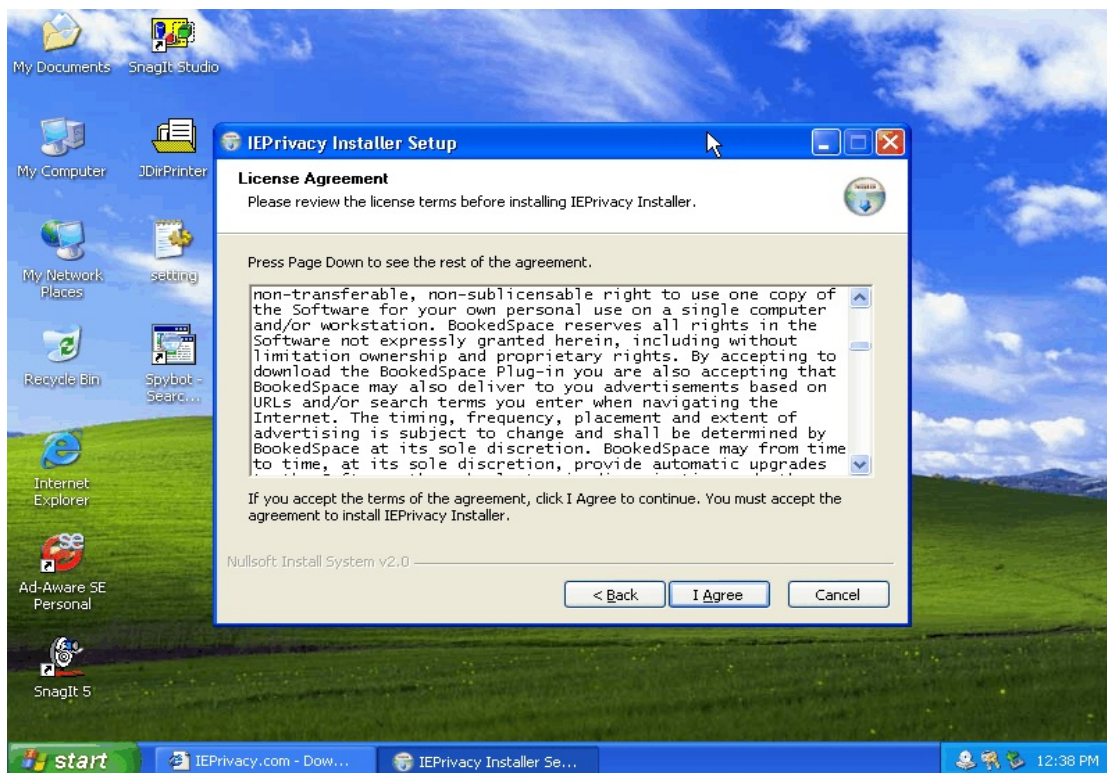 My Documents
SnagIt Studio
My Computer
JDirPrinter
My Network
Places
setting
Recycle Bin
Spybot -
Searc...
Internet
Explorer
Ad-Aware SE
Personal
SnagIt 5
IEPrivacy Installer Setup
License Agreement
Please review the license terms before installing IEPrivacy Installer.
Press Page Down to see the rest of the agreement.
non-transferable, non-sublicensable right to use one copy of
the Software for your own personal use on a single computer
and/or workstation. BookedSpace reserves all rights in the
Software not expressly granted herein, including without
limitation ownership and proprietary rights. By accepting to
download the BookedSpace Plug-in you are also accepting that
BookedSpace may also deliver to you advertisements based on
URLs and/or search terms you enter when navigating the
Internet. The timing, frequency, placement and extent of
advertising is subject to change and shall be determined by
BookedSpace at its sole discretion. BookedSpace may from time
to time, at its sole discretion, provide automatic upgrades
If you accept the terms of the agreement, click I Agree to continue. You must accept the
agreement to install IEPrivacy Installer.
Nullsoft Install System v2.0
< Back
I Agree
Cancel
start
IEPrivacy.com - Dow...
IEPrivacy Installer Se...
12:38 PM